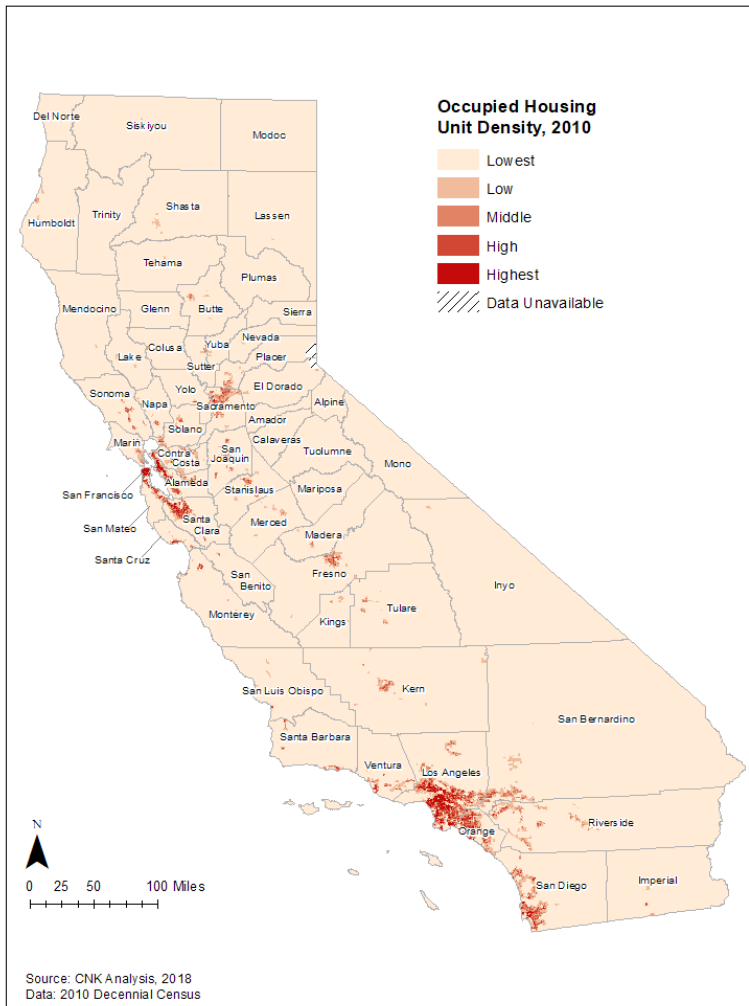 Occupied Housing
Unit Density, 2010
Lowest
Low
Middle
High
Highest
Data Unavailable
Del Norte
Siskiyou
Modoc
Humboldt
Trinity
Shasta
Lassen
Tehama
Plumas
Mendocino
Glenn
Butte
Sierra
Colusa
Yuba
Nevada
Lake
Sutter
Placer
Sonoma
Napa
Yolo
El Dorado
Sacramento
Alpine
Solano
Amador
Marin
Calaveras
Contra
Costa
San
Joaquin
Tuolumne
Mono
San Francisco
Alameda
Stanislaus
Mariposa
San Mateo
Santa
Clara
Merced
Madera
Santa Cruz
Fresno
San
Benito
Inyo
Monterey
Kings
Tulare
San Luis Obispo
Kern
San Bernardino
Santa Barbara
Ventura
Los Angeles
Orange
Riverside
San Diego
Imperial
N
0 25 50 100 Miles
Source: CNK Analysis, 2018
Data: 2010 Decennial Census